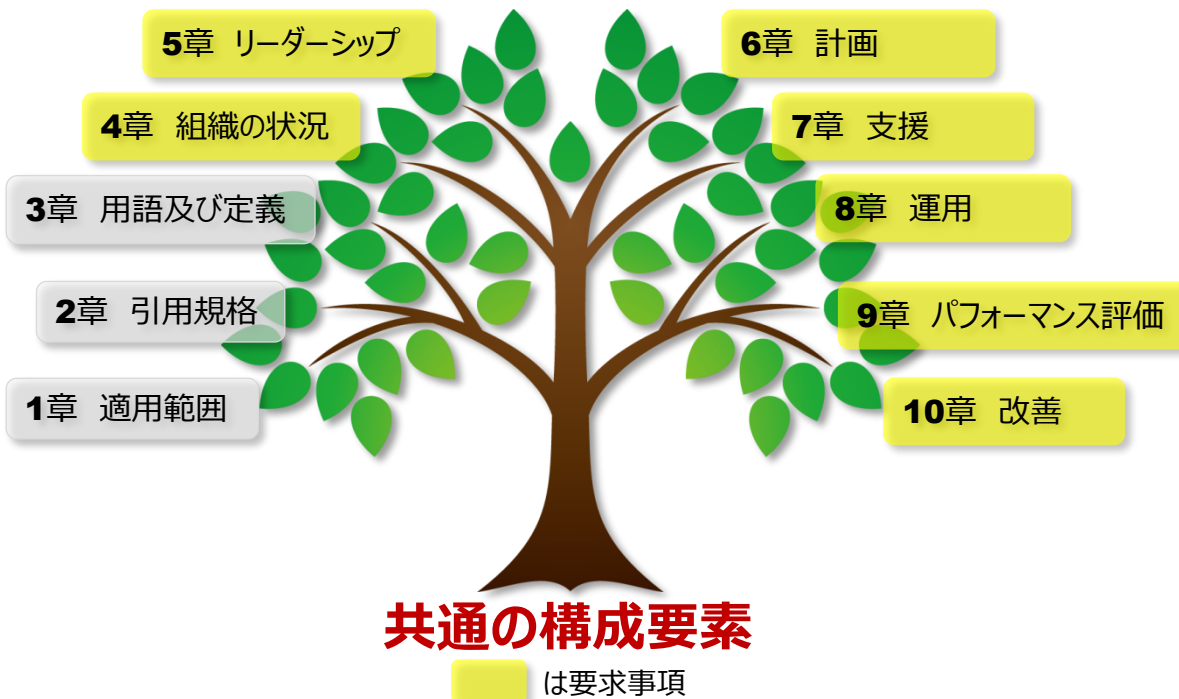 5章 リーダーシップ
4章 組織の状況
3章 用語及び定義
2章 引用規格
1章 適用範囲
6章 計画
7章 支援
8章 運用
9章 パフォーマンス評価
10章 改善
共通の構成要素
は要求事項